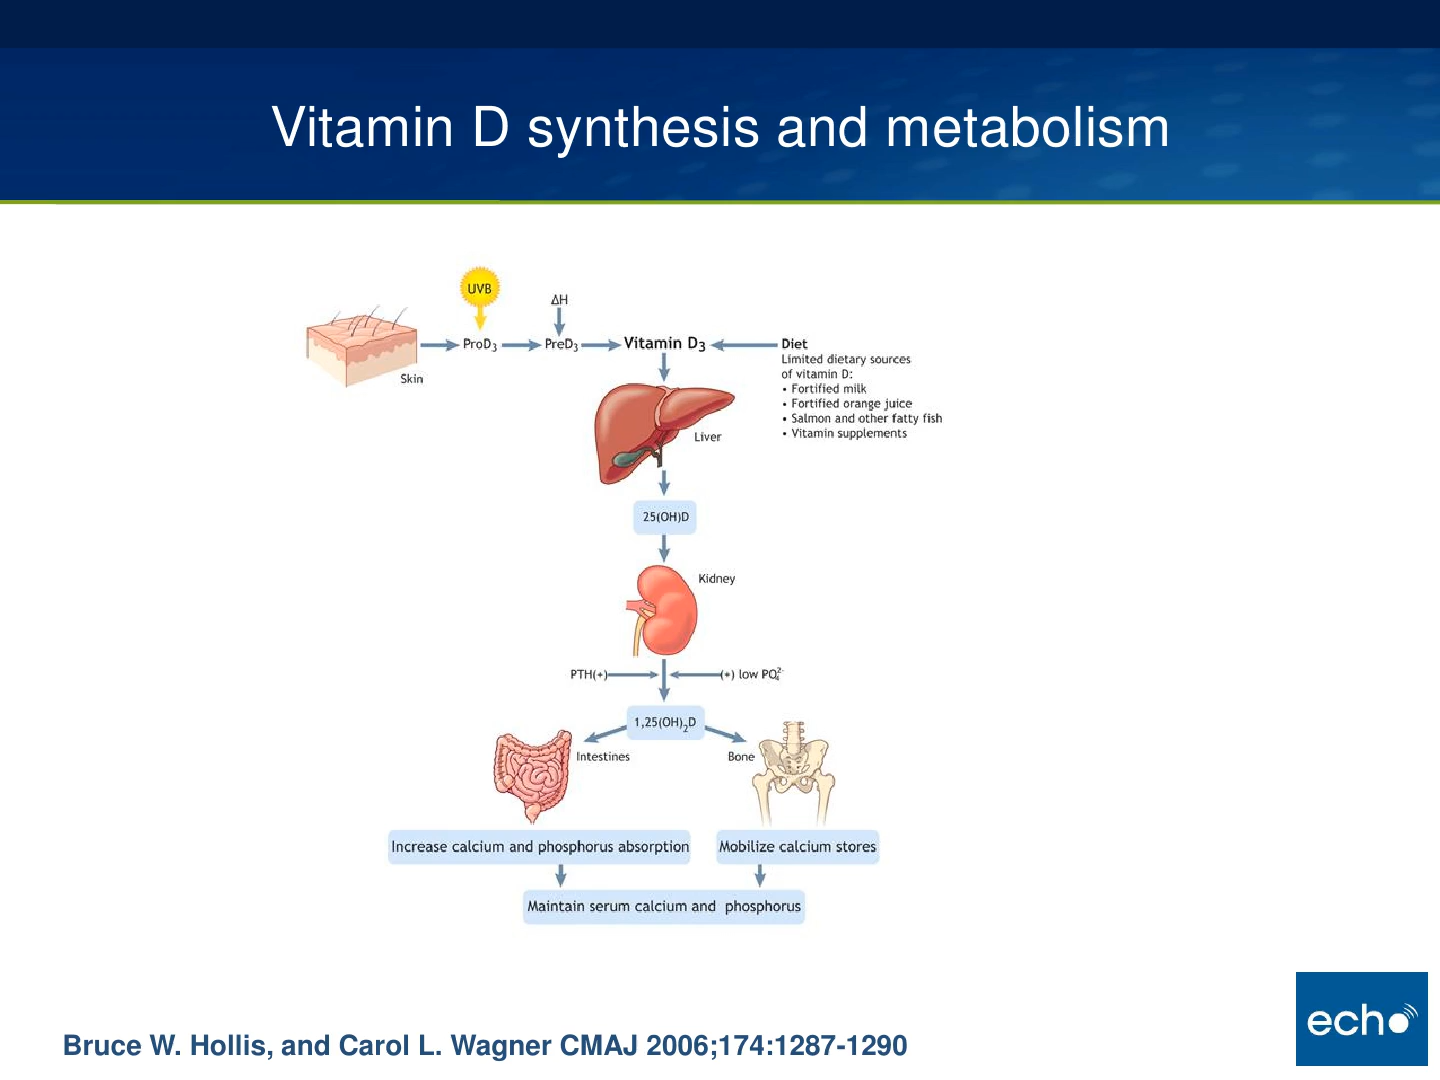 Vitamin D synthesis and metabolism
UVB
ΔH
ProD3
PreD3
Vitamin D3
Diet
Limited dietary sources
of vitamin D:
• Fortified milk
• Fortified orange juice
• Salmon and other fatty fish
• Vitamin supplements
Skin
Liver
25(OH)D
Kidney
PTH(+)
(+) low PO4 2-
1,25(OH)2D
Intestines
Bone
Increase calcium and phosphorus absorption
Mobilize calcium stores
Maintain serum calcium and phosphorus
Bruce W. Hollis, and Carol L. Wagner CMAJ 2006;174:1287-1290
echo